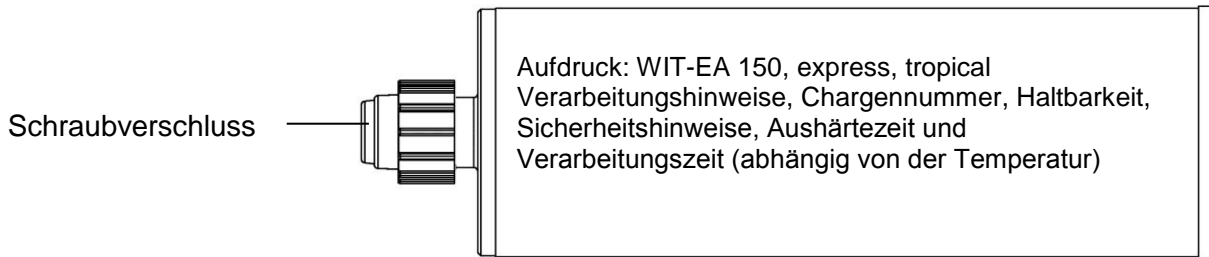 Aufdruck: WIT-EA 150, express, tropical
Verarbeitungshinweise, Chargennummer, Haltbarkeit,
Schraubverschluss
Sicherheitshinweise, Aushärtezeit und
Verarbeitungszeit (abhängig von der Temperatur)